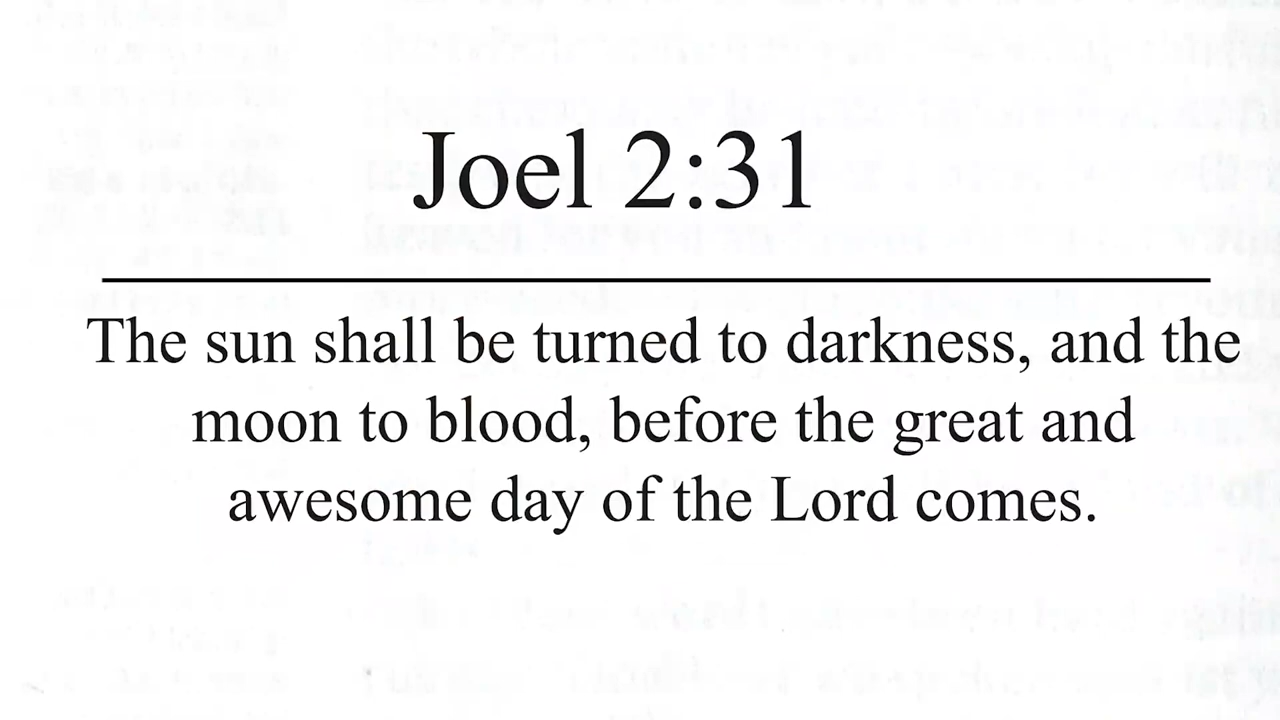 Joel 2:31
The sun shall be turned to darkness, and the
moon to blood, before the great and
awesome day of the Lord comes.